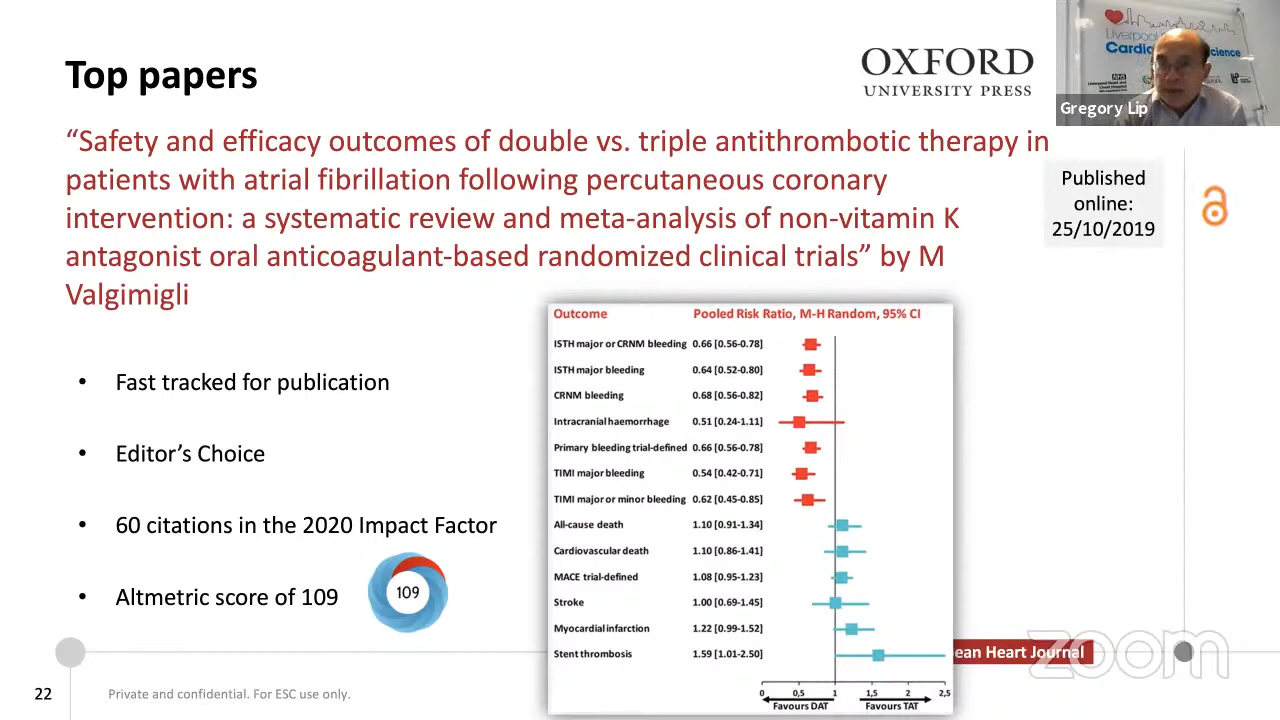 Top papers
OXFORD
UNIVERSITY PRESS
Liverpool
Cardio
science
NHS
Gregory Lip
“Safety and efficacy outcomes of double vs. triple antithrombotic therapy in
patients with atrial fibrillation following percutaneous coronary
intervention: a systematic review and meta-analysis of non-vitamin K
antagonist oral anticoagulant-based randomized clinical trials” by M
Valgimigli
Published
online:
25/10/2019
• Fast tracked for publication
• Editor’s Choice
• 60 citations in the 2020 Impact Factor
• Altmetric score of 109
109
Outcome Pooled Risk Ratio, M-H Random, 95% CI
ISTH major or CRNM bleeding 0.66 [0.56-0.78]
ISTH major bleeding 0.64 [0.52-0.80]
CRNM bleeding 0.68 [0.56-0.82]
Intracranial haemorrhage 0.51 [0.24-1.11]
Primary bleeding trial-defined 0.66 [0.56-0.78]
TIMI major bleeding 0.54 [0.42-0.71]
TIMI major or minor bleeding 0.62 [0.45-0.85]
All-cause death 1.10 [0.91-1.34]
Cardiovascular death 1.10 [0.86-1.41]
MACE trial-defined 1.08 [0.95-1.23]
Stroke 1.00 [0.69-1.45]
Myocardial infarction 1.22 [0.99-1.52]
Stent thrombosis 1.59 [1.01-2.50]
0 0,5 1 1,5 2 2,5
Favours DAT Favours TAT
ean Heart Journal
zoom
22
Private and confidential. For ESC use only.